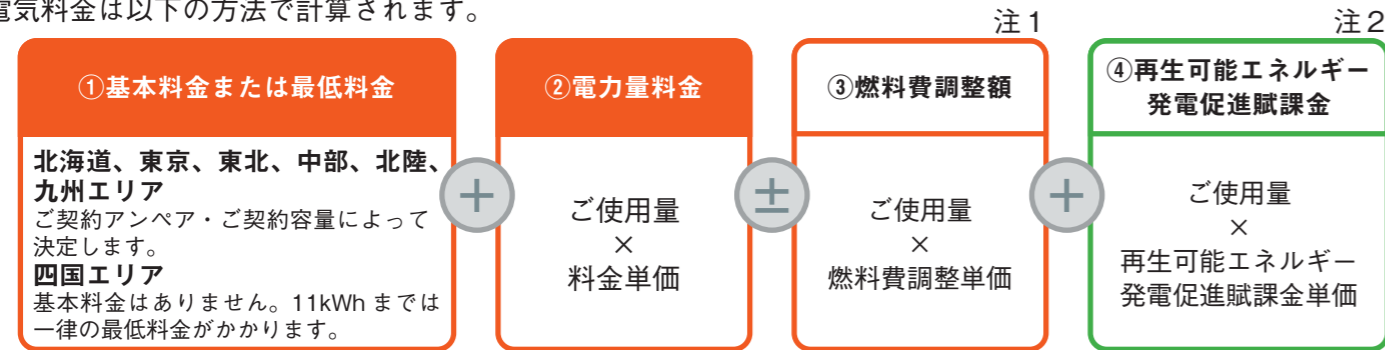 電気料金は以下の方法で計算されます。
注1
注2
①基本料金または最低料金
北海道、東京、東北、中部、北陸、
九州エリア
ご契約アンペア・ご契約容量によって
決定します。
四国エリア
基本料金はありません。11kWh までは
一律の最低料金がかかります。
＋
②電力量料金
ご使用量
×
料金単価
±
③燃料費調整額
ご使用量
×
燃料費調整単価
＋
④再生可能エネルギー
発電促進賦課金
ご使用量
×
再生可能エネルギー
発電促進賦課金単価